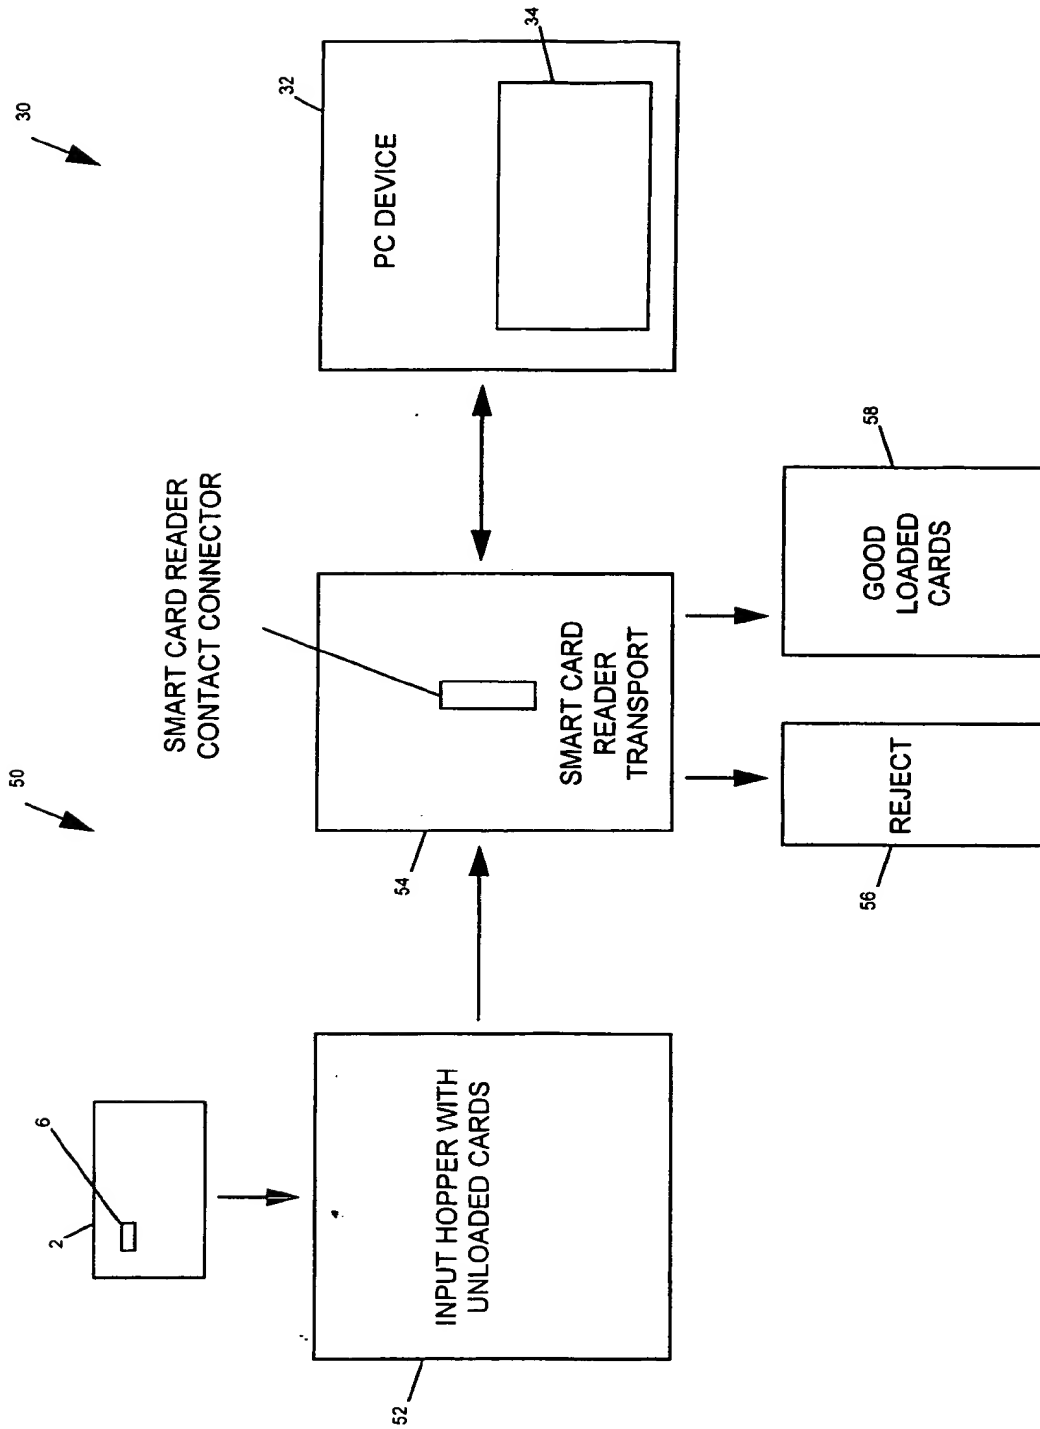 50
30
2
6
INPUT HOPPER WITH
UNLOADED CARDS
52
SMART CARD READER
CONTACT CONNECTOR
SMART CARD
READER
TRANSPORT
54
PC DEVICE
32
34
REJECT
56
GOOD
LOADED
CARDS
58